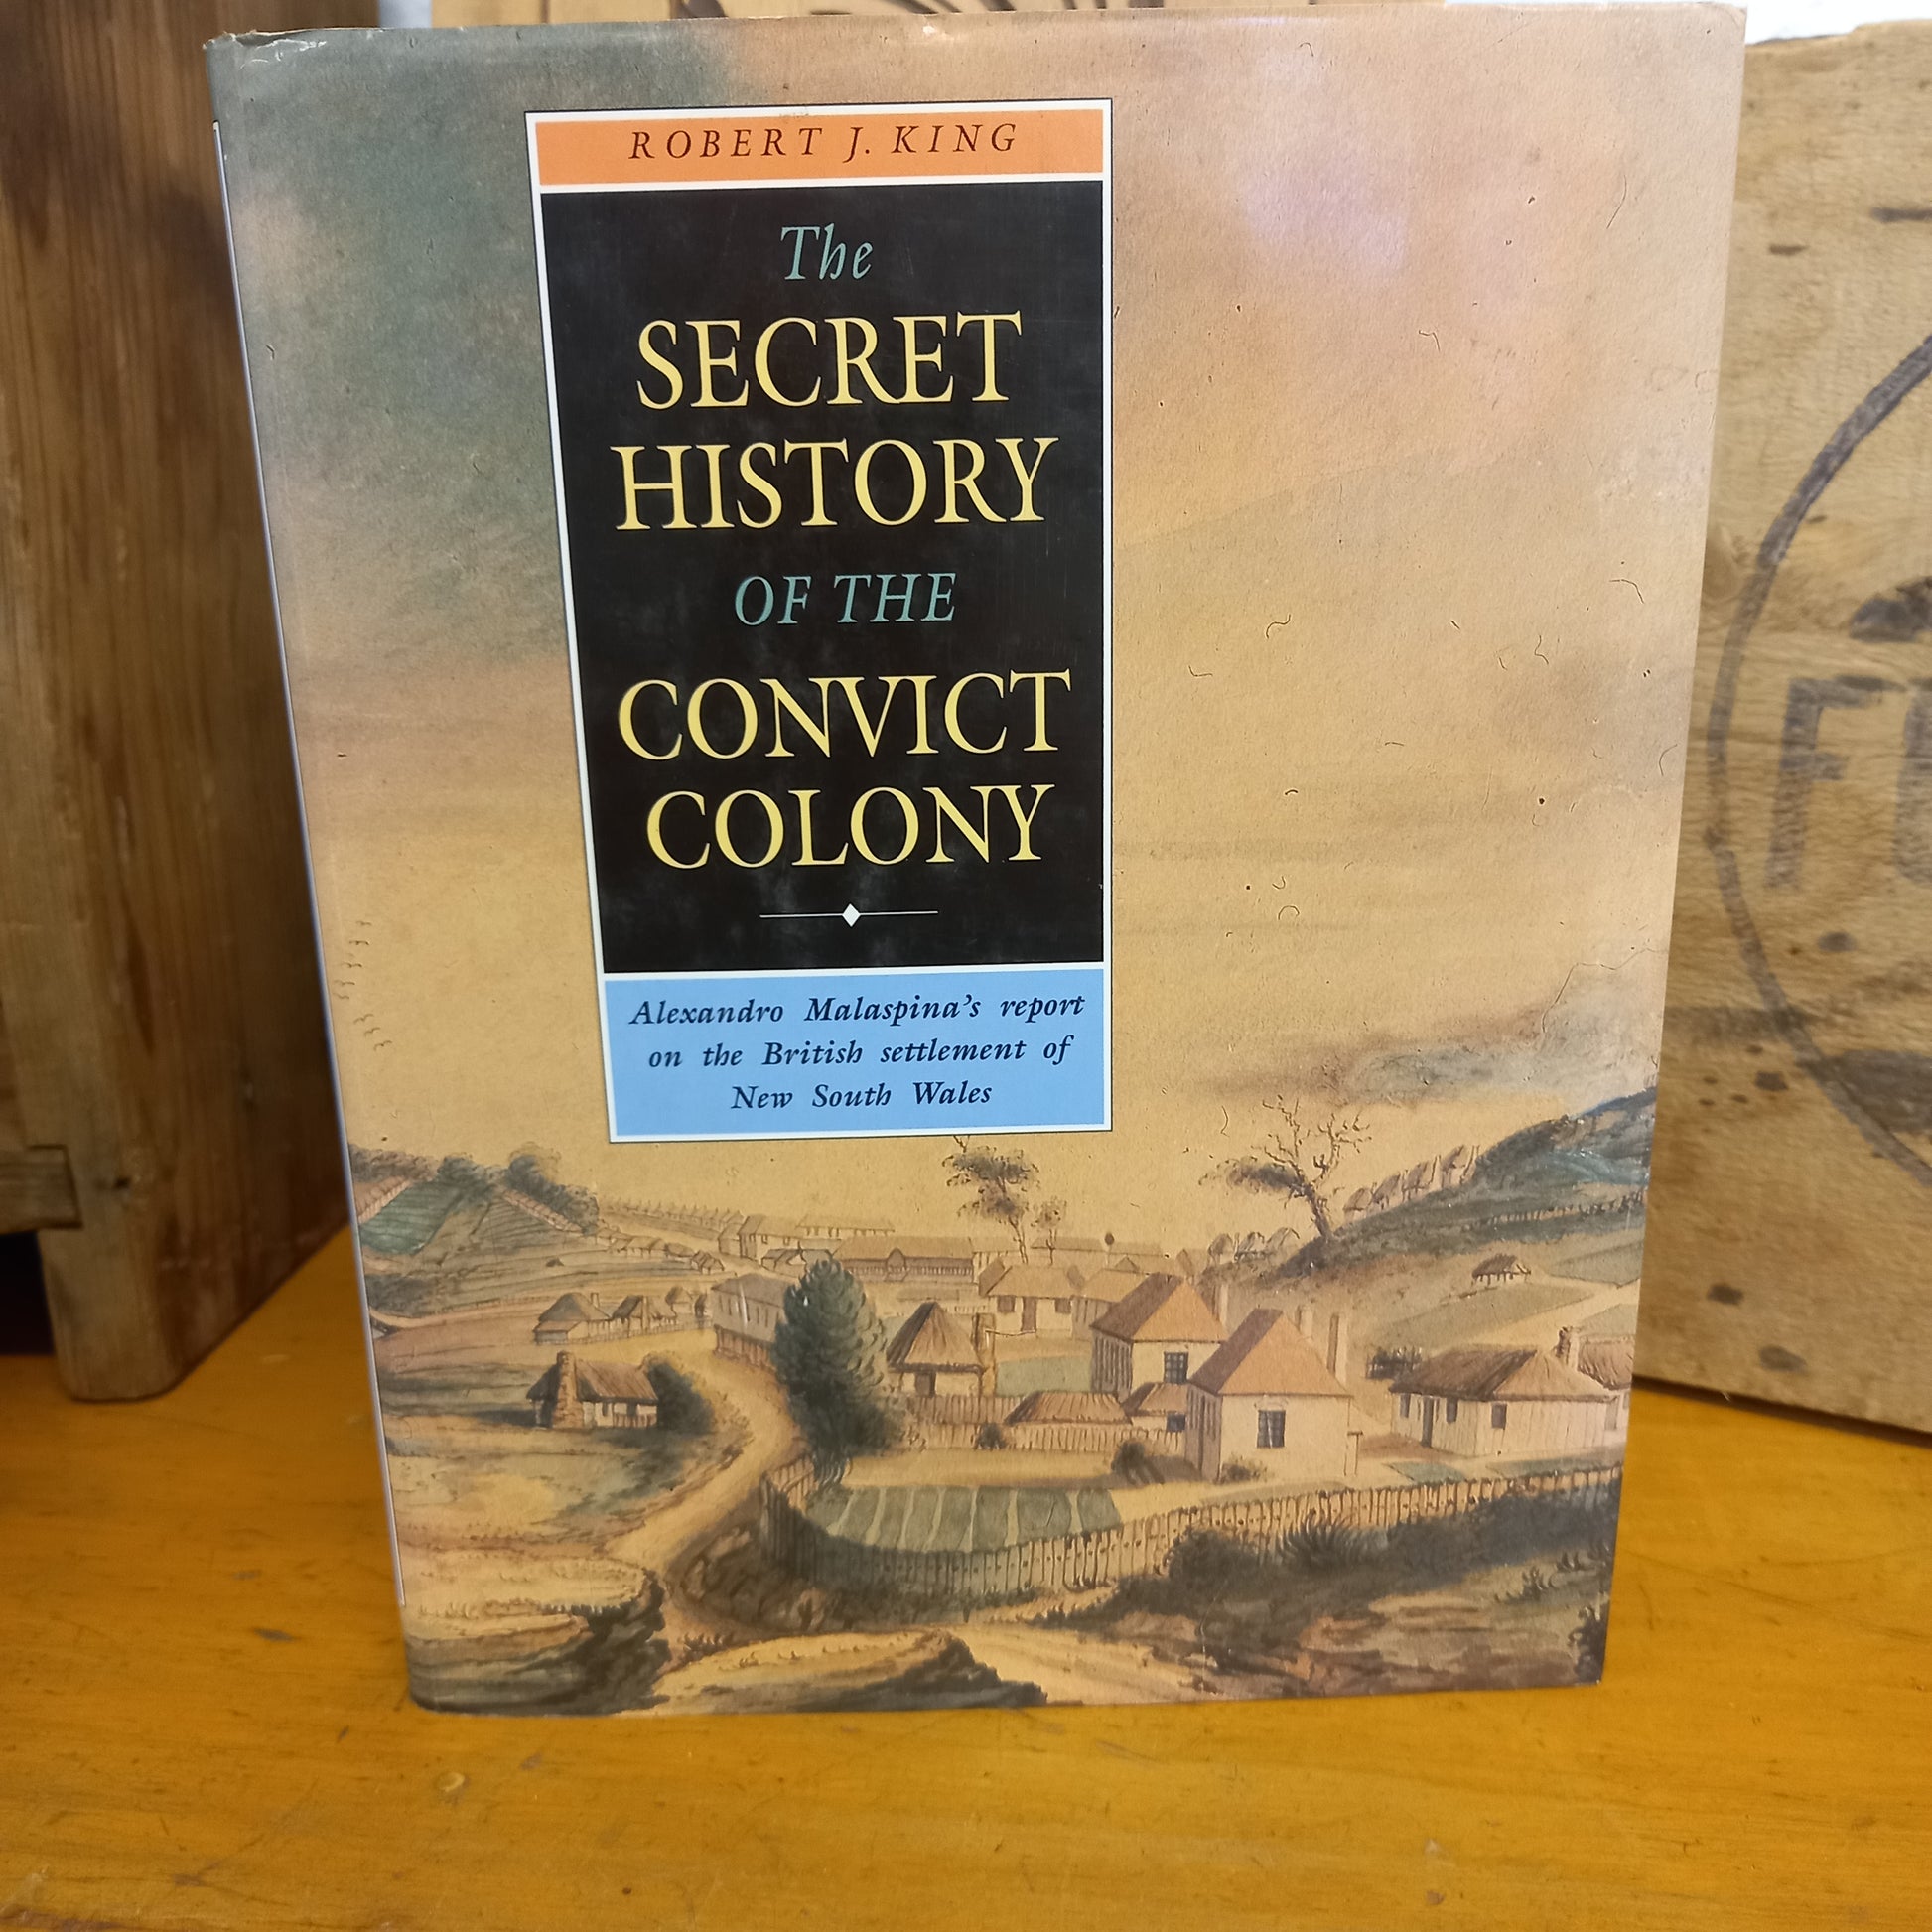 ROBERT J. KING
The
SECRET
HISTORY
OF THE
CONVICT
COLONY
Alexandro Malaspina's report
on the British settlement of
New South Wales